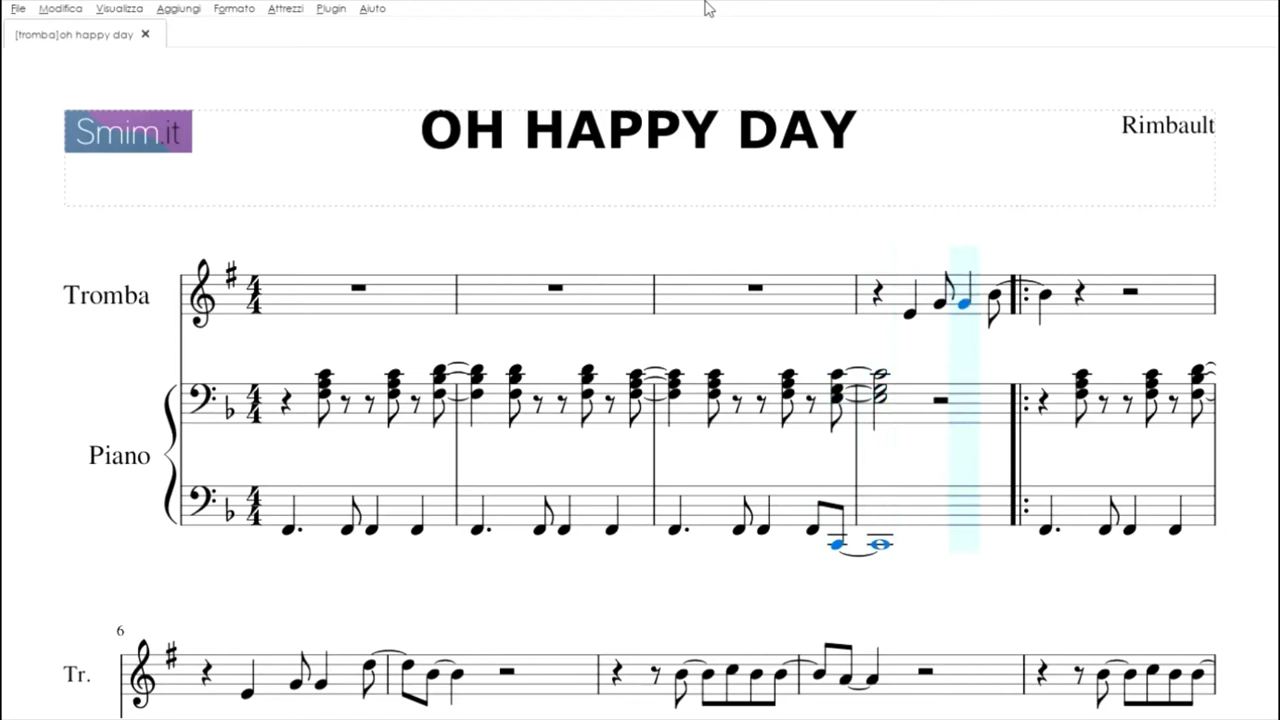 File Modifica Visualizza Aggiungi Formato Attrezzi Plugin Aiuto
[tromba]oh happy day
Smim.it
OH HAPPY DAY
Rimbault
Tromba
Piano
6
Tr.